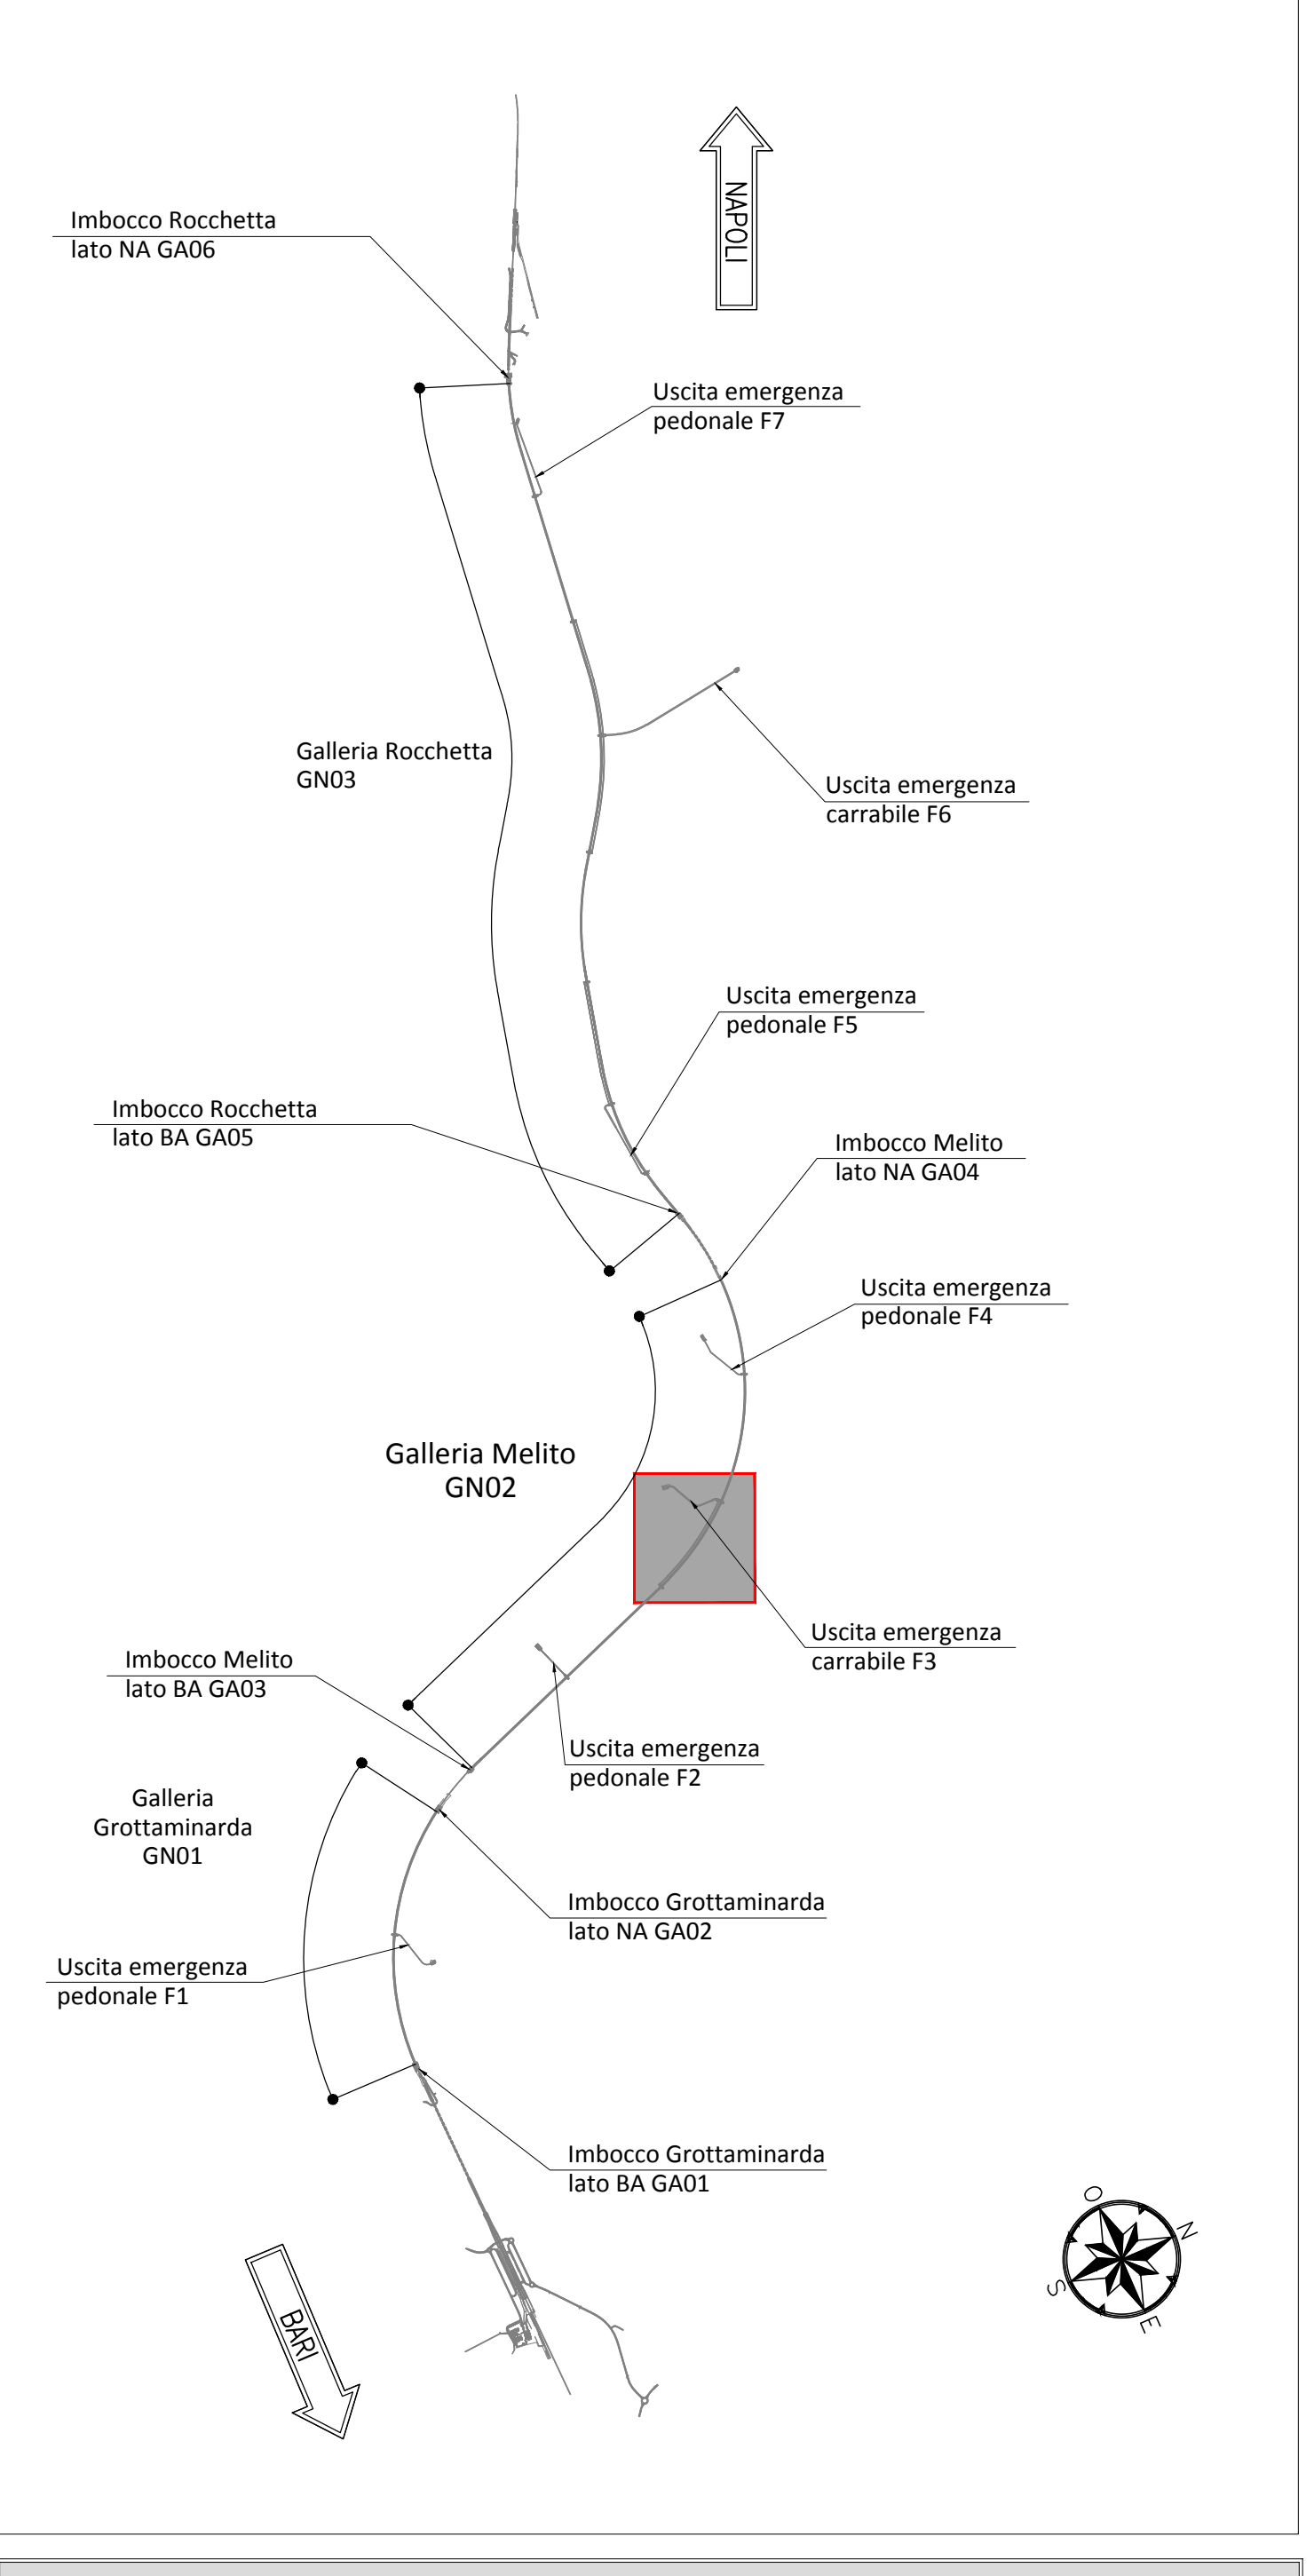 NAPOLI
Imbocco Rocchetta
lato NA GA06
Uscita emergenza
pedonale F7
Galleria Rocchetta
GN03
Uscita emergenza
carrabile F6
Uscita emergenza
pedonale F5
Imbocco Rocchetta
lato BA GA05
Imbocco Melito
lato NA GA04
Uscita emergenza
pedonale F4
Galleria Melito
GN02
Uscita emergenza
carrabile F3
Imbocco Melito
lato BA GA03
Uscita emergenza
pedonale F2
Galleria
Grottaminarda
GN01
Imbocco Grottaminarda
lato NA GA02
Uscita emergenza
pedonale F1
Imbocco Grottaminarda
lato BA GA01
O
N
S
E
BARI